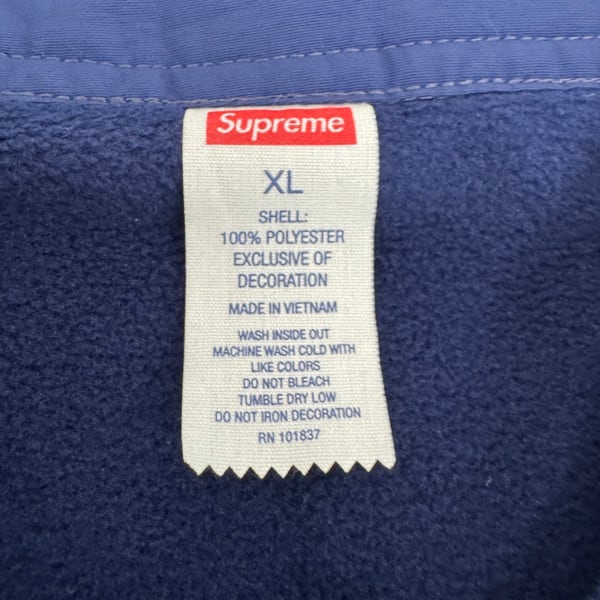 Supreme
XL
SHELL:
100% POLYESTER
EXCLUSIVE OF
DECORATION
MADE IN VIETNAM
WASH INSIDE OUT
MACHINE WASH COLD WITH
LIKE COLORS
DO NOT BLEACH
TUMBLE DRY LOW
DO NOT IRON DECORATION
RN 101837